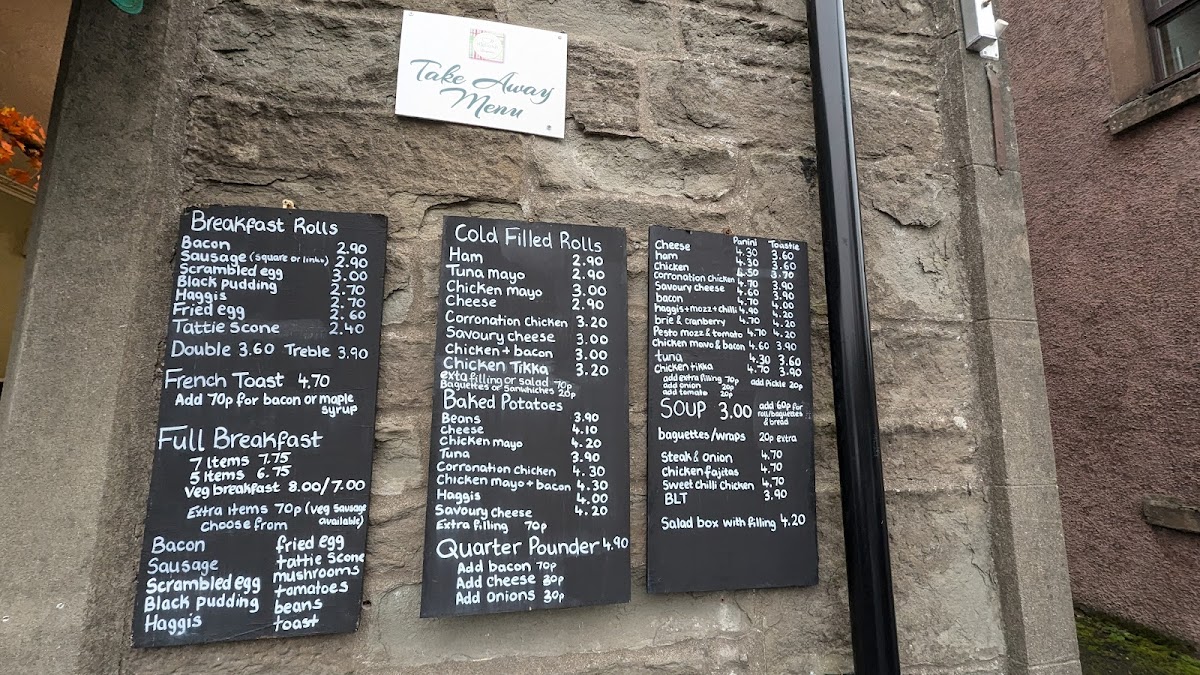 Take Away
Menu
Breakfast Rolls
Bacon 2.90
Sausage (square or links) 2.90
Scrambled egg 3.00
Black pudding 2.70
Haggis 2.70
Fried egg 2.60
Tattie Scone 2.40
Double 3.60 Treble 3.90
French Toast 4.70
Add 70p for bacon or maple
syrup
Full Breakfast
7 Items 7.75
5 Items 6.75
Veg breakfast 8.00/7.00
Extra Items 70p (veg sausage
available)
choose from
Bacon fried egg
Sausage tattie Scone
Scrambled egg mushrooms
Black pudding tomatoes
Haggis beans
toast
Cold Filled Rolls
Ham 2.90
Tuna mayo 2.90
Chicken mayo 3.00
Cheese 2.90
Corronation Chicken 3.20
Savoury cheese 3.00
Chicken + bacon 3.00
Chicken Tikka 3.20
exta filling or salad 70p
Baguettes or Sandwiches 20p
Baked Potatoes
Beans 3.90
Cheese 4.10
Chicken mayo 4.20
Tuna 3.90
Corronation chicken 4.30
Chicken mayo + bacon 4.30
Haggis 4.00
Savoury cheese 4.20
Extra filling 70p
Quarter Pounder 4.90
Add bacon 70p
Add Cheese 30p
Add onions 30p
Panini Toastie
Cheese 4.30 3.60
ham 4.30 3.60
Chicken 4.50 3.70
Corronation chicken 4.70 3.90
Savoury cheese 4.60 3.90
bacon 4.70 4.00
haggis+mozz+chilli 4.90 4.20
brie & cranberry 4.70 4.20
Pesto mozz & tomato 4.70 4.20
Chicken mayo & bacon 4.60 3.90
tuna 4.30 3.60
Chicken tikka 4.70 3.90
add extra filling 70p add pickle 20p
add onion 20p
add tomato 20p
SOUP 3.00 add 60p for
roll/baguettes
& bread
baguettes/wraps 20p extra
Steak & onion 4.70
Chicken fajitas 4.70
Sweet chilli chicken 4.70
BLT 3.90
Salad box with filling 4.20